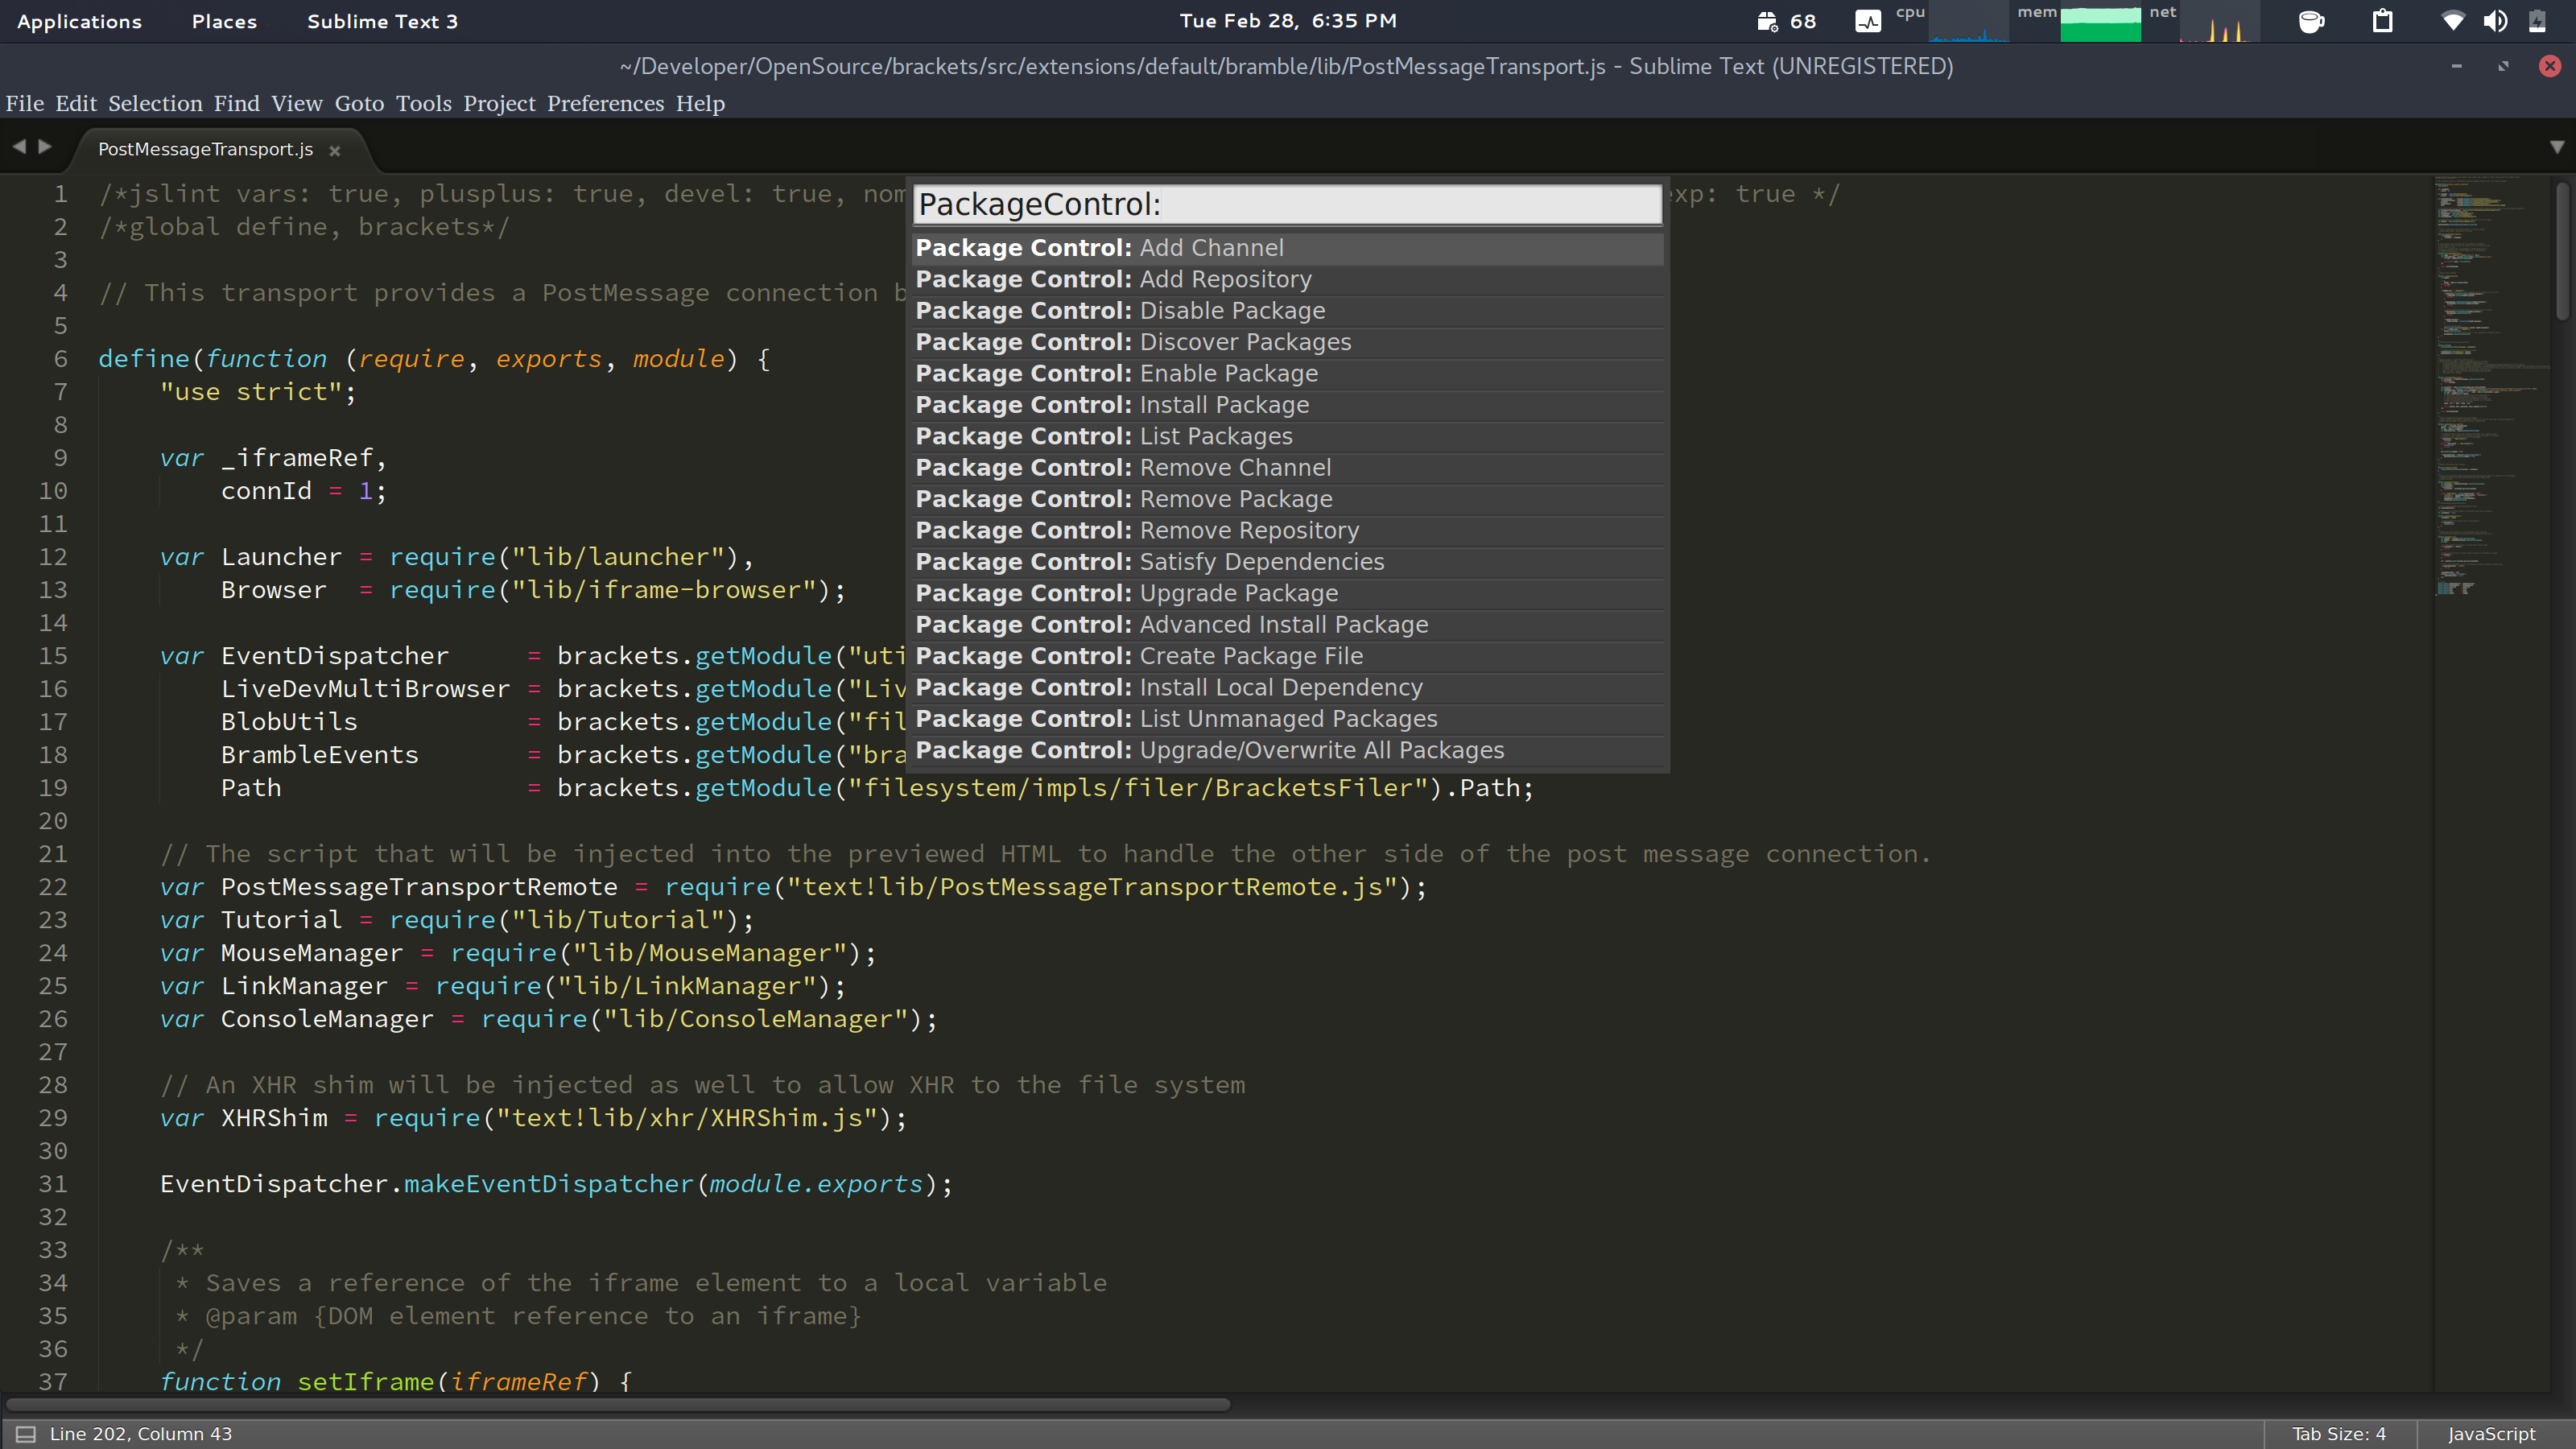 Applications Places Sublime Text 3 Tue Feb 28, 6:35 PM 68 cpu mem net
~/Developer/OpenSource/brackets/src/extensions/default/bramble/lib/PostMessageTransport.js - Sublime Text (UNREGISTERED)
File Edit Selection Find View Goto Tools Project Preferences Help
PostMessageTransport.js
PackageControl:
Package Control: Add Channel
Package Control: Add Repository
Package Control: Disable Package
Package Control: Discover Packages
Package Control: Enable Package
Package Control: Install Package
Package Control: List Packages
Package Control: Remove Channel
Package Control: Remove Package
Package Control: Remove Repository
Package Control: Satisfy Dependencies
Package Control: Upgrade Package
Package Control: Advanced Install Package
Package Control: Create Package File
Package Control: Install Local Dependency
Package Control: List Unmanaged Packages
Package Control: Upgrade/Overwrite All Packages
1 /*jslint vars: true, plusplus: true, devel: true, nom xp: true */
2 /*global define, brackets*/
3
4 // This transport provides a PostMessage connection b
5
6 define(function (require, exports, module) {
7 "use strict";
8
9 var _iframeRef,
10 connId = 1;
11
12 var Launcher = require("lib/launcher"),
13 Browser = require("lib/iframe-browser");
14
15 var EventDispatcher = brackets.getModule("uti
16 LiveDevMultiBrowser = brackets.getModule("Liv
17 BlobUtils = brackets.getModule("fil
18 BrambleEvents = brackets.getModule("bra
19 Path = brackets.getModule("filesystem/impls/filer/BracketsFiler").Path;
20
21 // The script that will be injected into the previewed HTML to handle the other side of the post message connection.
22 var PostMessageTransportRemote = require("text!lib/PostMessageTransportRemote.js");
23 var Tutorial = require("lib/Tutorial");
24 var MouseManager = require("lib/MouseManager");
25 var LinkManager = require("lib/LinkManager");
26 var ConsoleManager = require("lib/ConsoleManager");
27
28 // An XHR shim will be injected as well to allow XHR to the file system
29 var XHRShim = require("text!lib/xhr/XHRShim.js");
30
31 EventDispatcher.makeEventDispatcher(module.exports);
32
33 /**
34 * Saves a reference of the iframe element to a local variable
35 * @param {DOM element reference to an iframe}
36 */
37 function setIframe(iframeRef) {
Line 202, Column 43 Tab Size: 4 JavaScript